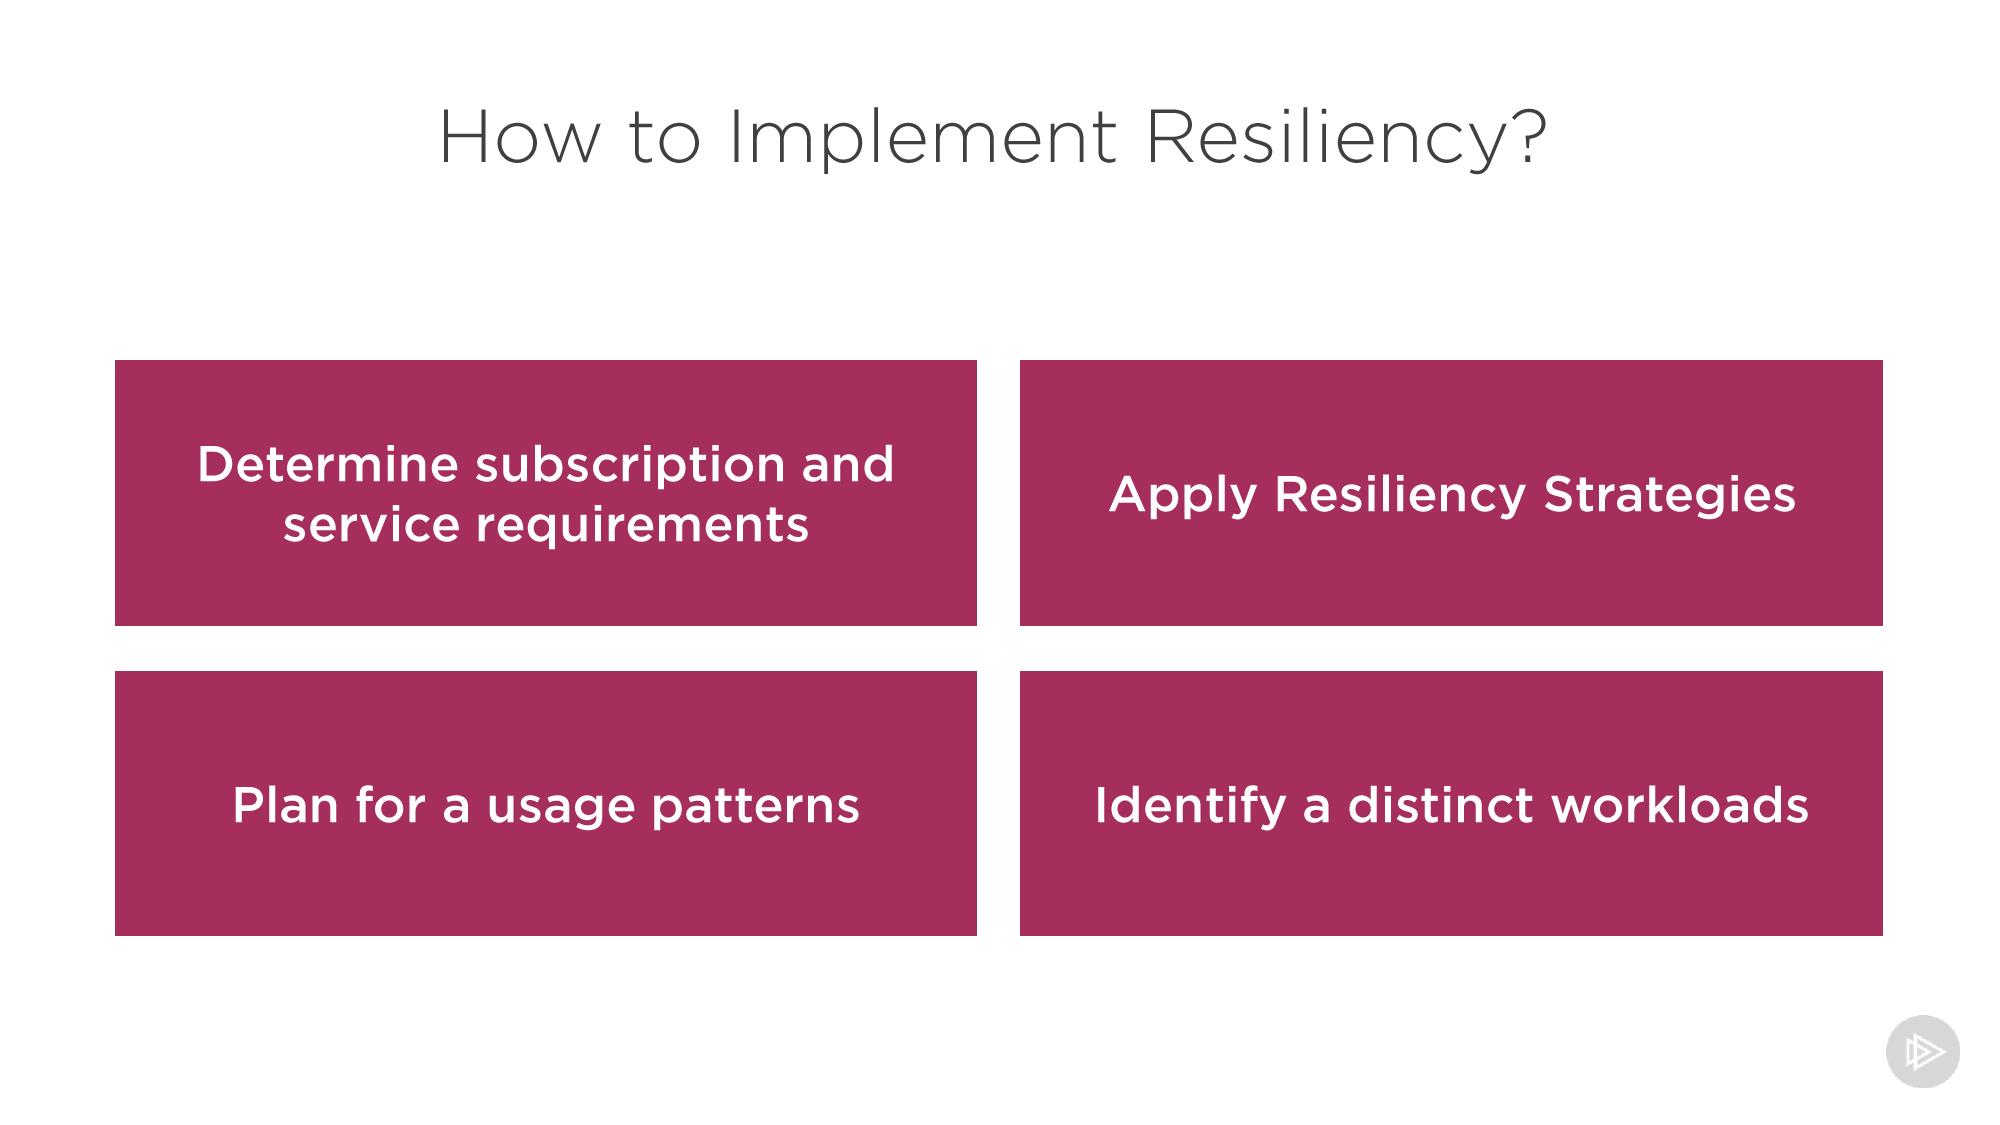 How to Implement Resiliency?
Determine subscription and
service requirements
Apply Resiliency Strategies
Plan for a usage patterns
Identify a distinct workloads